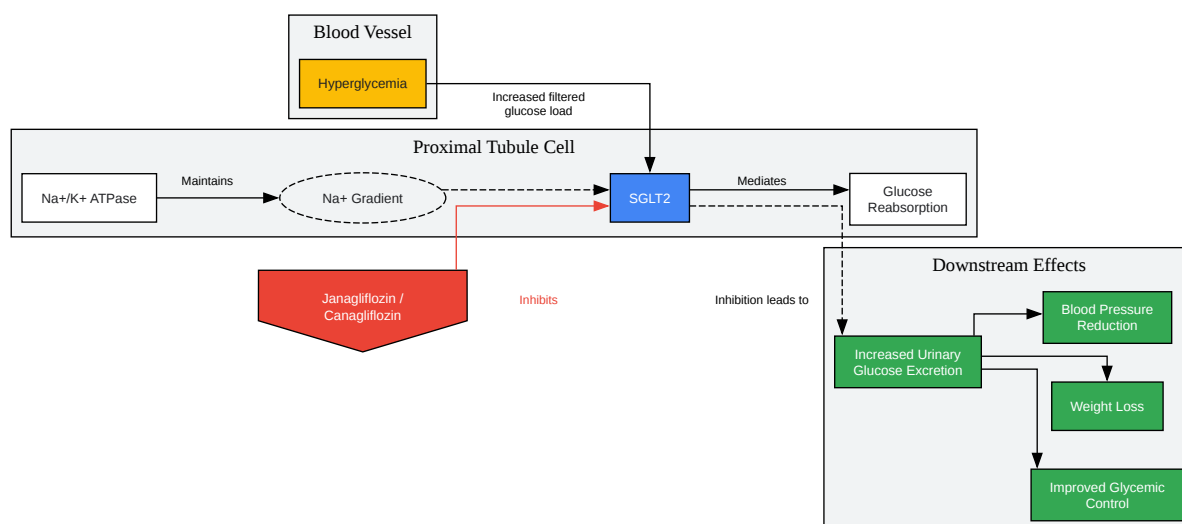 Blood Vessel
Hyperglycemia
Increased filtered
glucose load
Proximal Tubule Cell
Na+/K+ ATPase
Maintains
Na+ Gradient
SGLT2
Mediates
Glucose
Reabsorption
Janagliflozin /
Canagliflozin
Inhibits
Inhibition leads to
Downstream Effects
Blood Pressure
Reduction
Increased Urinary
Glucose Excretion
Weight Loss
Improved Glycemic
Control